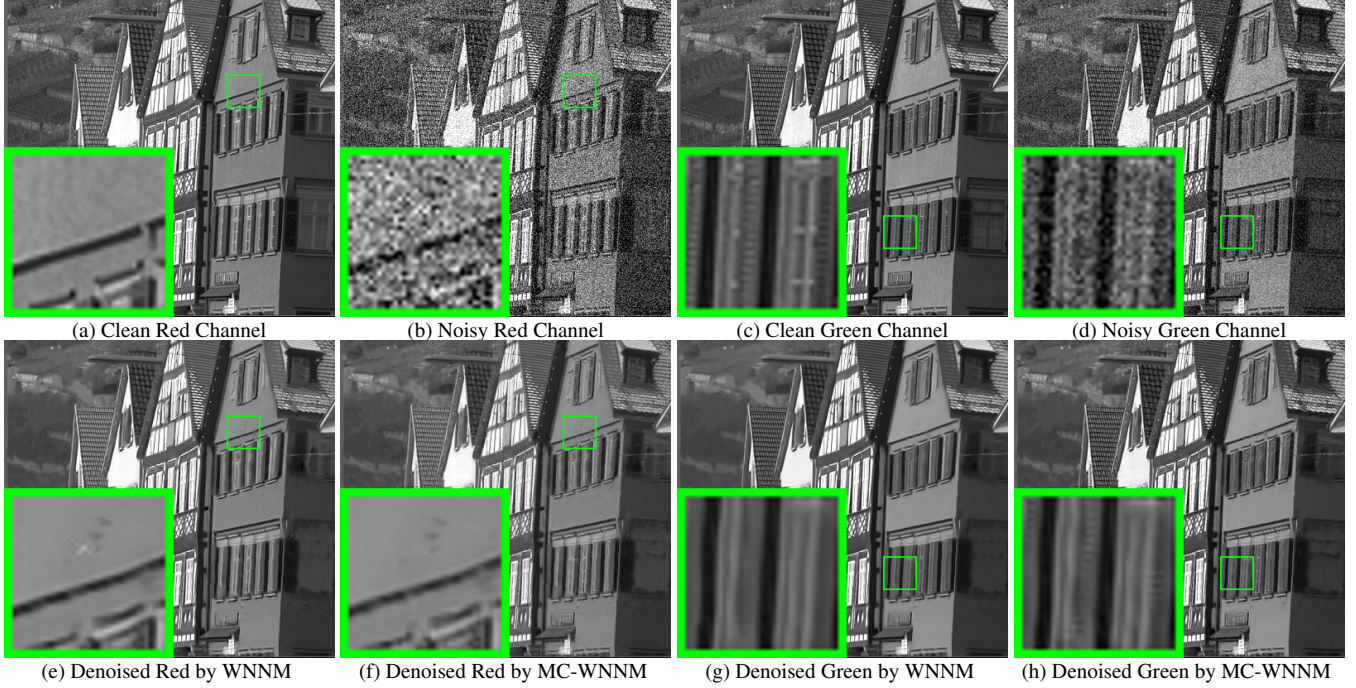 (a) Clean Red Channel
(b) Noisy Red Channel
(c) Clean Green Channel
(d) Noisy Green Channel
(e) Denoised Red by WNNM
(f) Denoised Red by MC-WNNM
(g) Denoised Green by WNNM
(h) Denoised Green by MC-WNNM